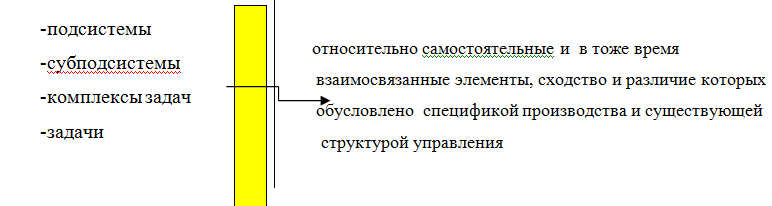 -подсистемы
-субподсистемы
-комплексы задач
-задачи
относительно самостоятельные и в тоже время
взаимосвязанные элементы, сходство и различие которых
обусловлено спецификой производства и существующей
структурой управления